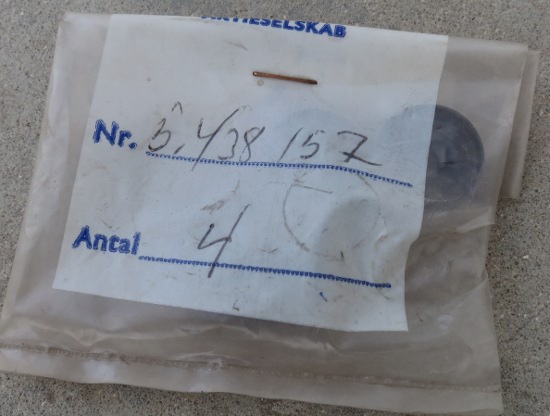 AKTIESELSKAB
Nr. 5,438 157
Antal 4